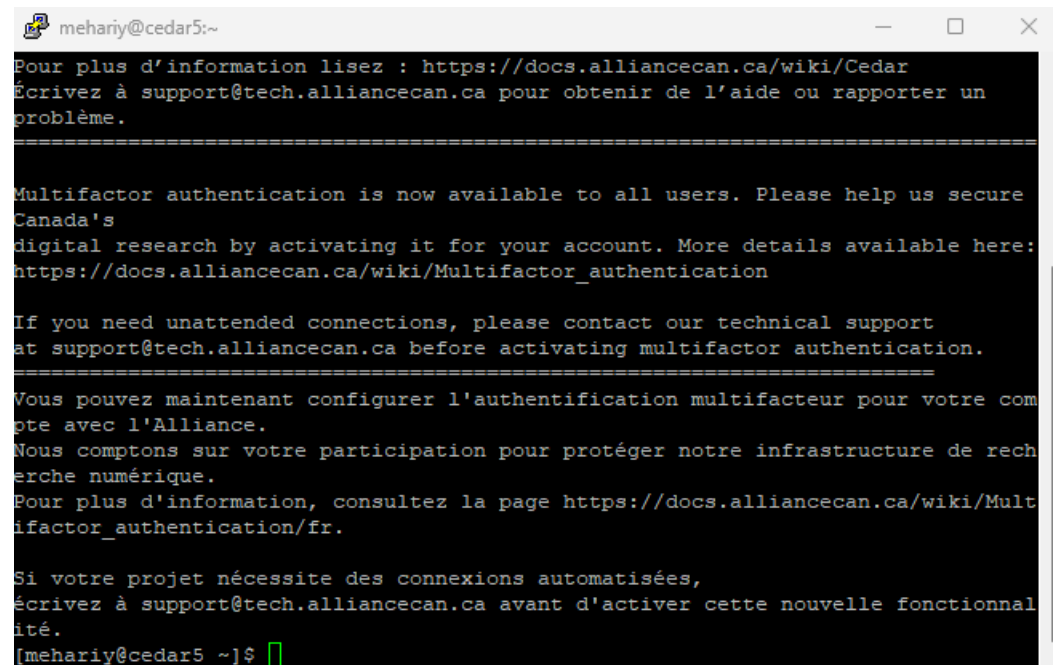 mehariy@cedar5:~
Pour plus d’information lisez : https://docs.alliancecan.ca/wiki/Cedar
Écrivez à support@tech.alliancecan.ca pour obtenir de l’aide ou rapporter un
problème.
================================================================================
Multifactor authentication is now available to all users. Please help us secure
Canada's
digital research by activating it for your account. More details available here:
https://docs.alliancecan.ca/wiki/Multifactor_authentication
If you need unattended connections, please contact our technical support
at support@tech.alliancecan.ca before activating multifactor authentication.
========================================================================
Vous pouvez maintenant configurer l'authentification multifacteur pour votre com
pte avec l'Alliance.
Nous comptons sur votre participation pour protéger notre infrastructure de rech
erche numérique.
Pour plus d'information, consultez la page https://docs.alliancecan.ca/wiki/Mult
ifactor_authentication/fr.
Si votre projet nécessite des connexions automatisées,
écrivez à support@tech.alliancecan.ca avant d'activer cette nouvelle fonctionnal
ité.
[mehariy@cedar5 ~]$